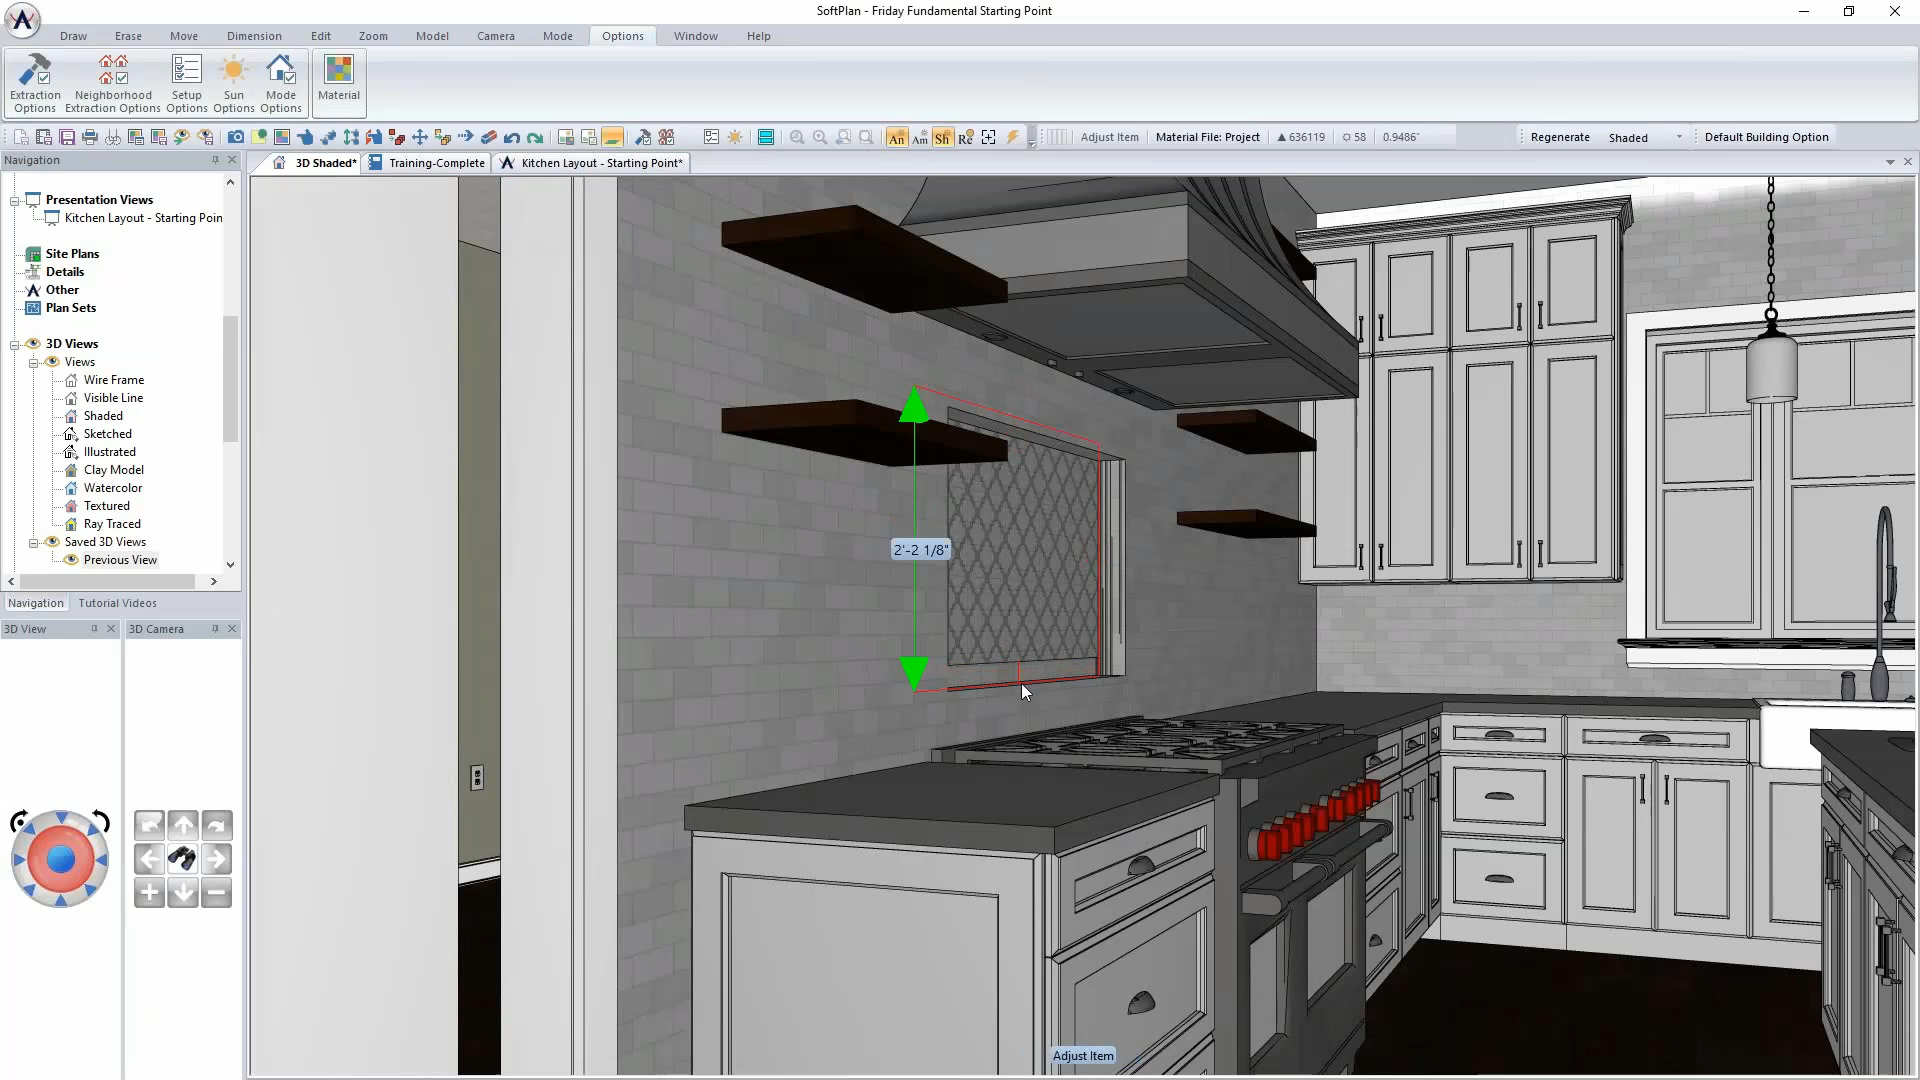 SoftPlan - Friday Fundamental Starting Point
Draw Erase Move Dimension Edit Zoom Model Camera Mode Options Window Help
Extraction Options
Neighborhood Extraction Options
Setup Options
Sun Options
Mode Options
Material
An Am Sh Re Adjust Item Material File: Project 636119 58 0.9486" Regenerate Shaded Default Building Option
Navigation
3D Shaded* Training-Complete Kitchen Layout - Starting Point*
Presentation Views
Kitchen Layout - Starting Poin
Site Plans
Details
Other
Plan Sets
3D Views
Views
Wire Frame
Visible Line
Shaded
Sketched
Illustrated
Clay Model
Watercolor
Textured
Ray Traced
Saved 3D Views
Previous View
Navigation Tutorial Videos
3D View 3D Camera
2'-2 1/8"
Adjust Item